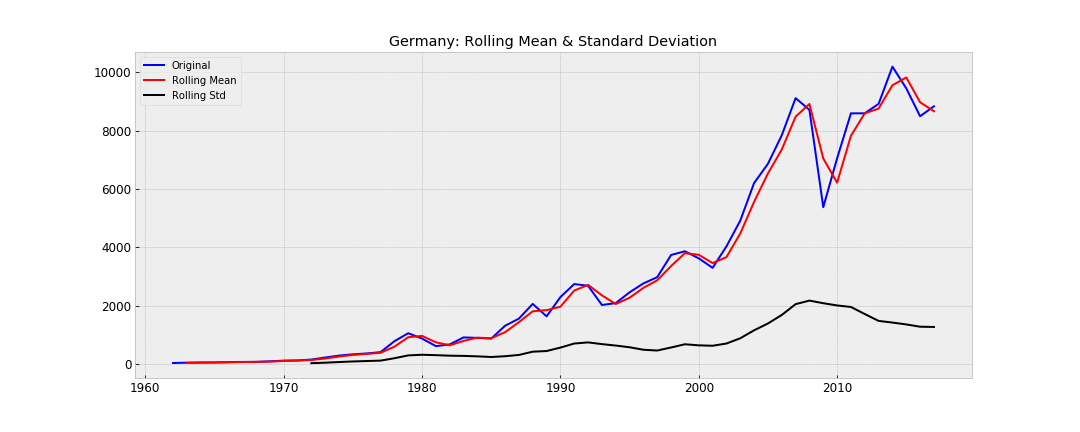 Germany: Rolling Mean & Standard Deviation
Original
Rolling Mean
Rolling Std
10000
8000
6000
4000
2000
0
1960 1970 1980 1990 2000 2010